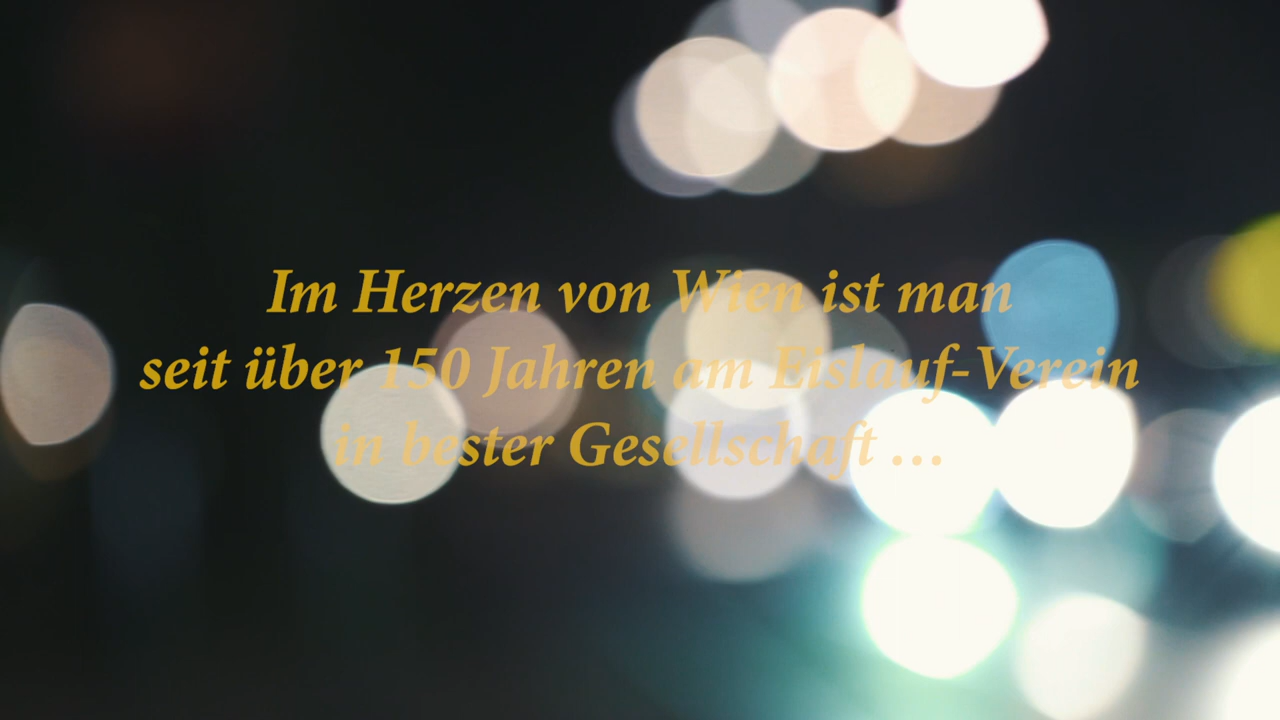 Im Herzen von Wien ist man
seit über 150 Jahren am Eislauf-Verein
in bester Gesellschaft …